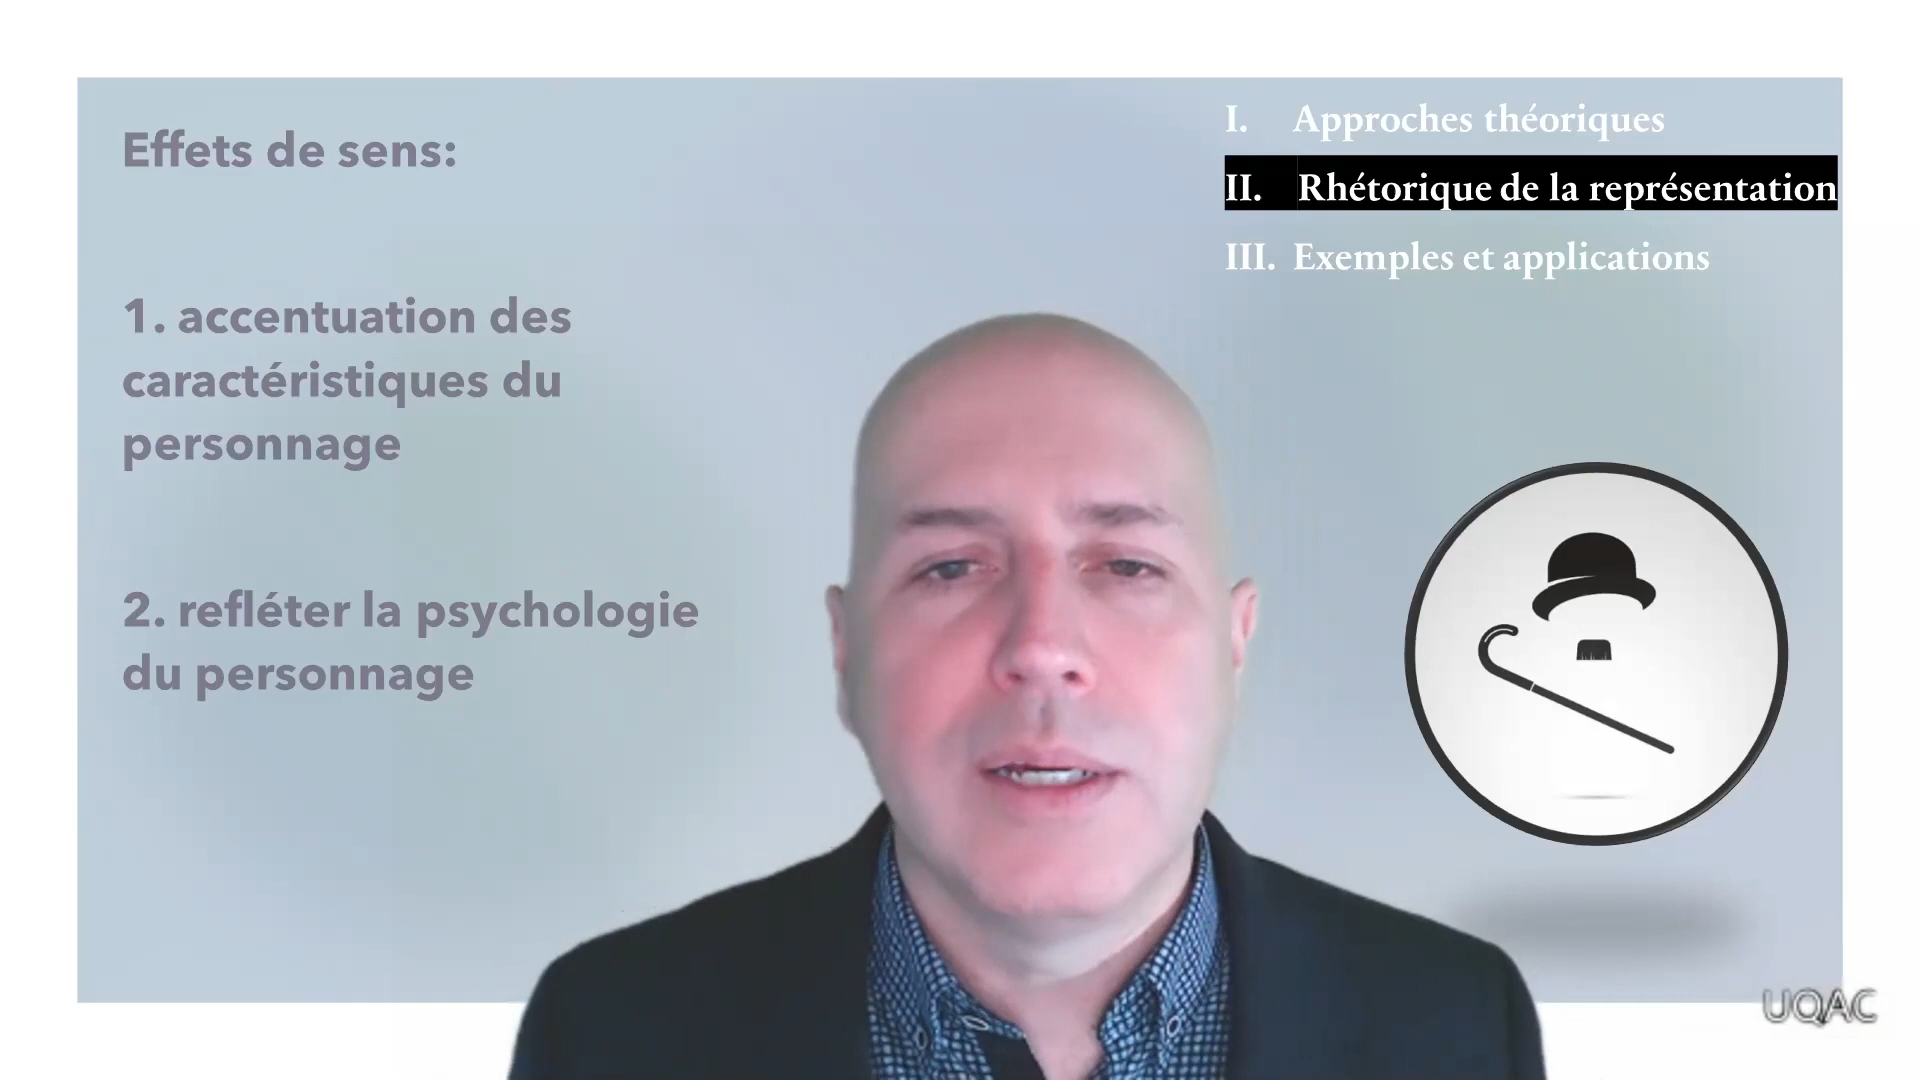 Effets de sens:
1. accentuation des
caractéristiques du
personnage
2. refléter la psychologie
du personnage
I. Approches théoriques
II. Rhétorique de la représentation
III. Exemples et applications
UQAC